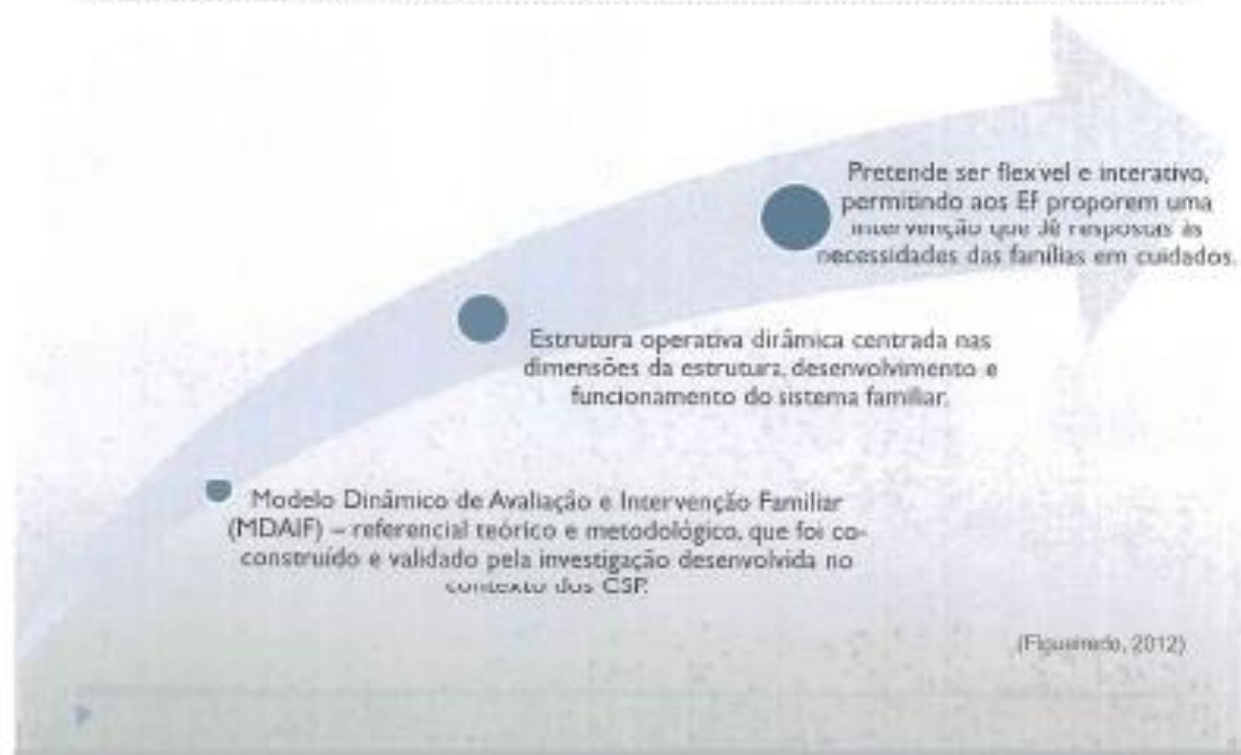 Pretende ser flexível e interativo,
permitindo aos EF proporem uma
intervenção que dê respostas às
necessidades das famílias em cuidados.
Estrutura operativa dinâmica centrada nas
dimensões da estrutura, desenvolvimento e
funcionamento do sistema familiar.
Modelo Dinâmico de Avaliação e Intervenção Familiar
(MDAIF) – referencial teórico e metodológico, que foi co-
construído e validado pela investigação desenvolvida no
contexto dos CSP.
(Figueiredo, 2012)